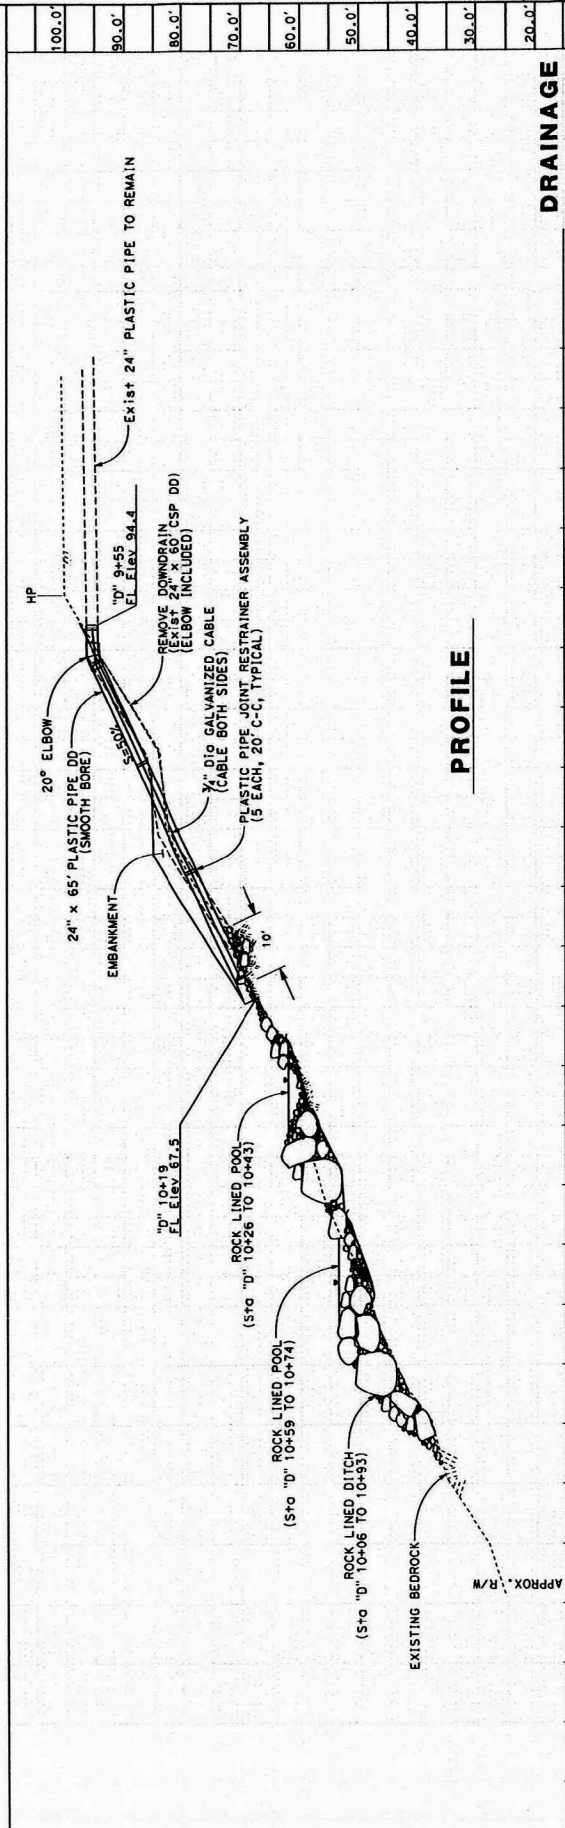 100.0'
90.0'
80.0'
70.0'
60.0'
50.0'
40.0'
30.0'
20.0'
HP
Exist 24" PLASTIC PIPE TO REMAIN
"D" 9+55
FL Elev 94.4
20° ELBOW
24" x 65' PLASTIC PIPE DD
(SMOOTH BORE)
S=50%
REMOVE DOWNDRAIN
(Exist 24" x 60' CSP DD)
(ELBOW INCLUDED)
3/4" Dia GALVANIZED CABLE
(CABLE BOTH SIDES)
PLASTIC PIPE JOINT RESTRAINER ASSEMBLY
(5 EACH, 20' C-C, TYPICAL)
EMBANKMENT
10'
"D" 10+19
FL Elev 67.5
ROCK LINED POOL
(Sta "D" 10+26 TO 10+43)
ROCK LINED POOL
(Sta "D" 10+59 TO 10+74)
ROCK LINED DITCH
(Sta "D" 10+06 TO 10+93)
EXISTING BEDROCK
APPROX. R/W
PROFILE
DRAINAGE